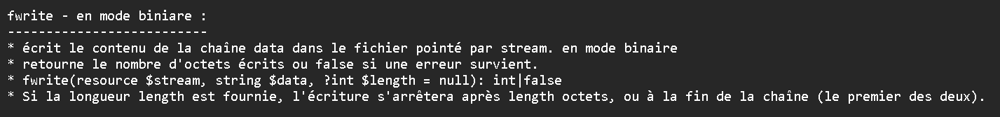 fwrite - en mode biniare :
--------------------------
* écrit le contenu de la chaîne data dans le fichier pointé par stream. en mode binaire
* retourne le nombre d'octets écrits ou false si une erreur survient.
* fwrite(resource $stream, string $data, ?int $length = null): int|false
* Si la longueur length est fournie, l'écriture s'arrêtera après length octets, ou à la fin de la chaîne (le premier des deux).